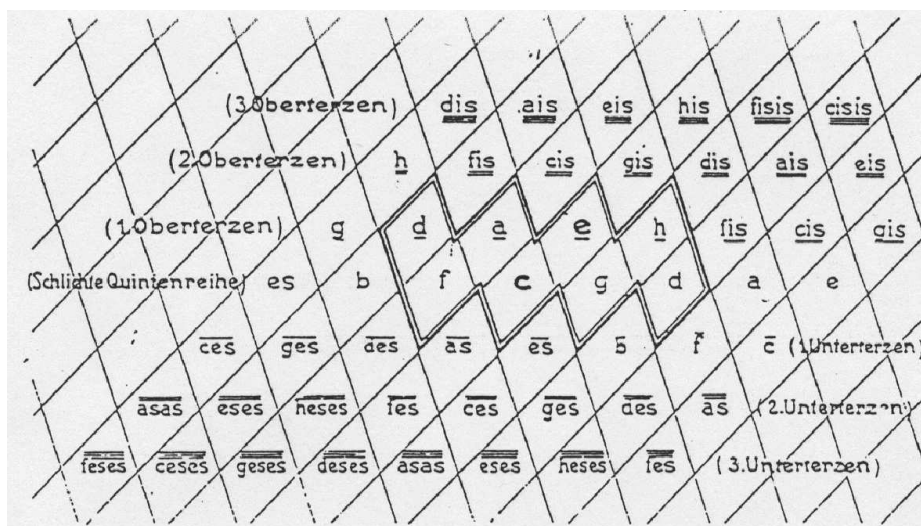 (3.Oberterzen) dis ais eis his fisis cisis
(2.Oberterzen) h fis cis gis dis ais eis
(1.Oberterzen) g d a e h fis cis gis
(Schlichte Quintenreihe) es b f c g d a e
ces ges des as es b f c (1.Unterterzen)
asas eses heses fes ces ges des as (2.Unterterzen)
feses ceses geses deses asas eses heses fes (3.Unterterzen)